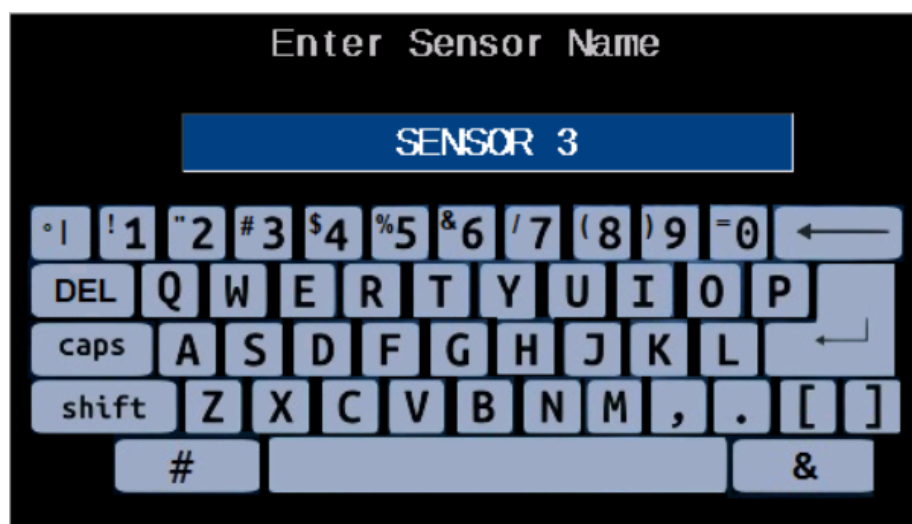 Enter Sensor Name
SENSOR 3
°| !1 "2 #3 $4 %5 &6 /7 (8 )9 =0 ←
DEL Q W E R T Y U I O P
caps A S D F G H J K L ↵
shift Z X C V B N M , . [ ]
# &